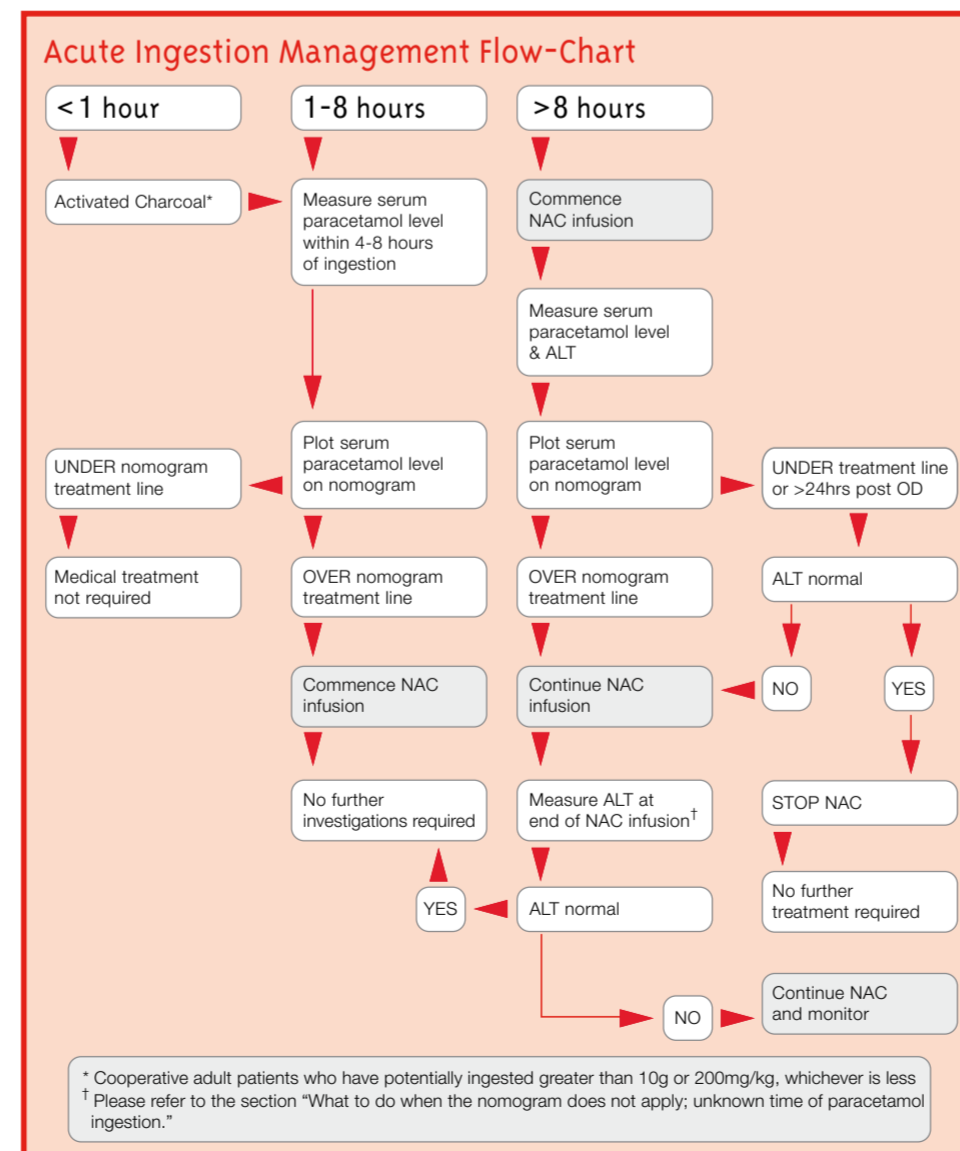 Acute Ingestion Management Flow-Chart
<1 hour
1-8 hours
>8 hours
Activated Charcoal*
Measure serum
paracetamol level
within 4-8 hours
of ingestion
Commence
NAC infusion
Measure serum
paracetamol level
& ALT
UNDER nomogram
treatment line
Plot serum
paracetamol level
on nomogram
Plot serum
paracetamol level
on nomogram
UNDER treatment line
or >24hrs post OD
Medical treatment
not required
OVER nomogram
treatment line
OVER nomogram
treatment line
ALT normal
Commence NAC
infusion
Continue NAC
infusion
NO
YES
No further
investigations required
Measure ALT at
end of NAC infusion†
STOP NAC
YES
ALT normal
No further
treatment required
NO
Continue NAC
and monitor
* Cooperative adult patients who have potentially ingested greater than 10g or 200mg/kg, whichever is less
† Please refer to the section “What to do when the nomogram does not apply; unknown time of paracetamol
ingestion.”